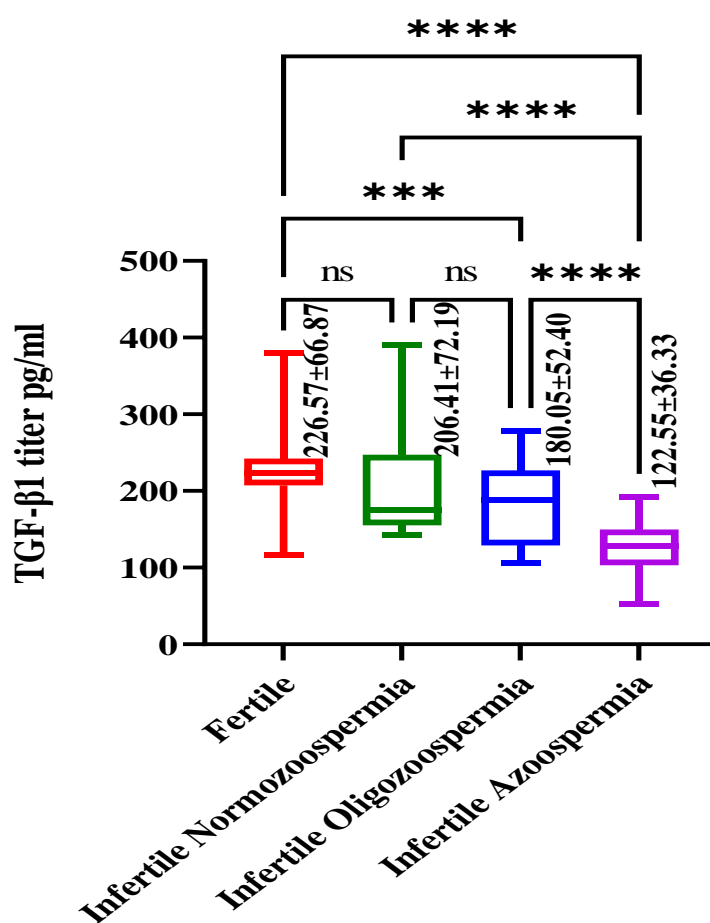 ****
****
***
ns
ns
****
TGF-β1 titer pg/ml
500
400
300
200
100
0
226.57±66.87
206.41±72.19
180.05±52.40
122.55±36.33
Fertile
Infertile Normozoospermia
Infertile Oligozoospermia
Infertile Azoospermia